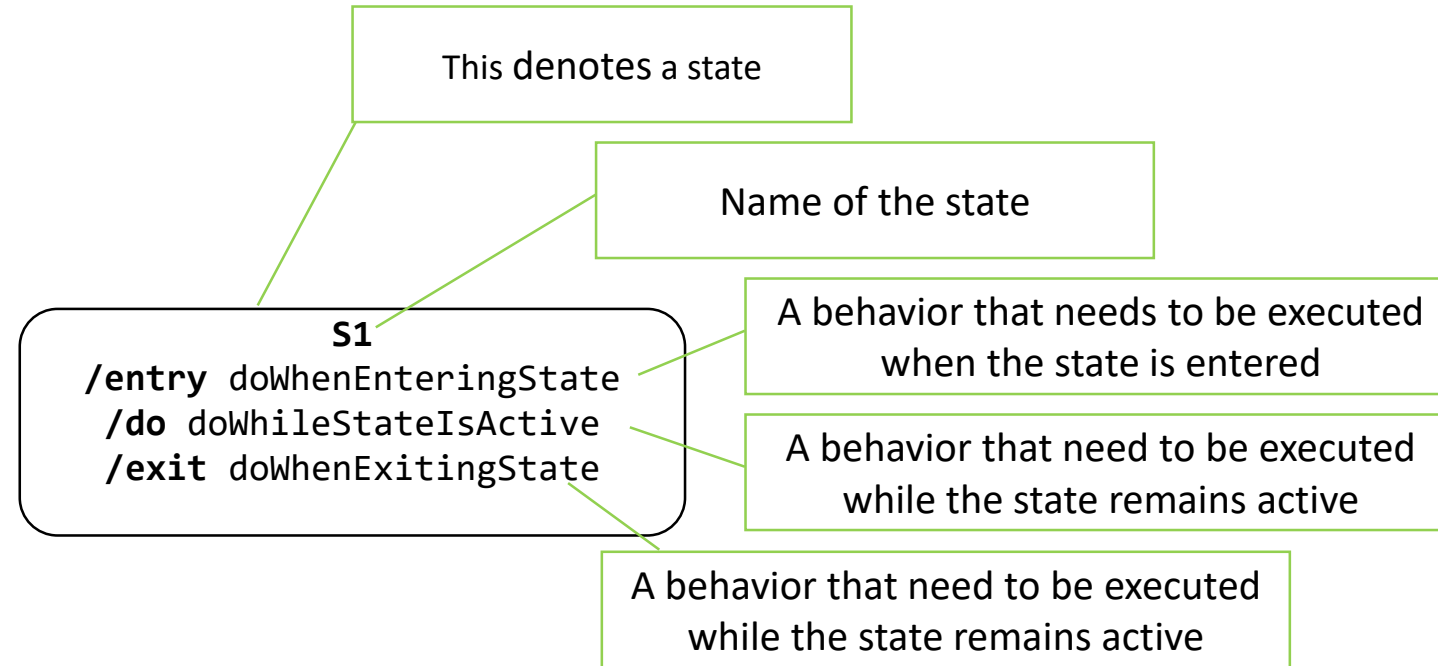 This denotes a state
Name of the state
S1
/entry doWhenEnteringState
/do doWhileStateIsActive
/exit doWhenExitingState
A behavior that needs to be executed
when the state is entered
A behavior that need to be executed
while the state remains active
A behavior that need to be executed
while the state remains active